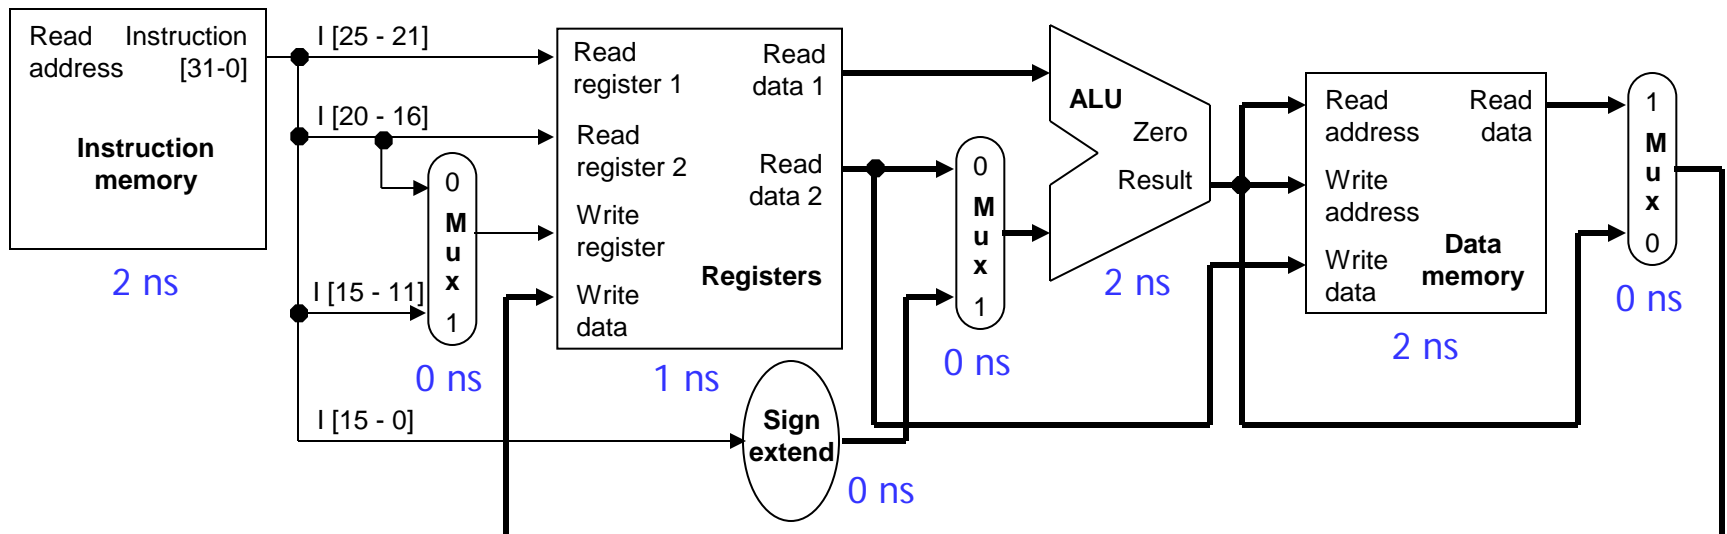 Read address
Instruction [31-0]
Instruction
memory
2 ns
I [25 - 21]
I [20 - 16]
I [15 - 11]
I [15 - 0]
0
M
u
x
1
0 ns
Read
register 1
Read
register 2
Write
register
Write
data
Read
data 1
Read
data 2
Registers
1 ns
Sign
extend
0 ns
0
M
u
x
1
0 ns
ALU
Zero
Result
2 ns
Read
address
Write
address
Write
data
Read
data
Data
memory
2 ns
1
M
u
x
0
0 ns